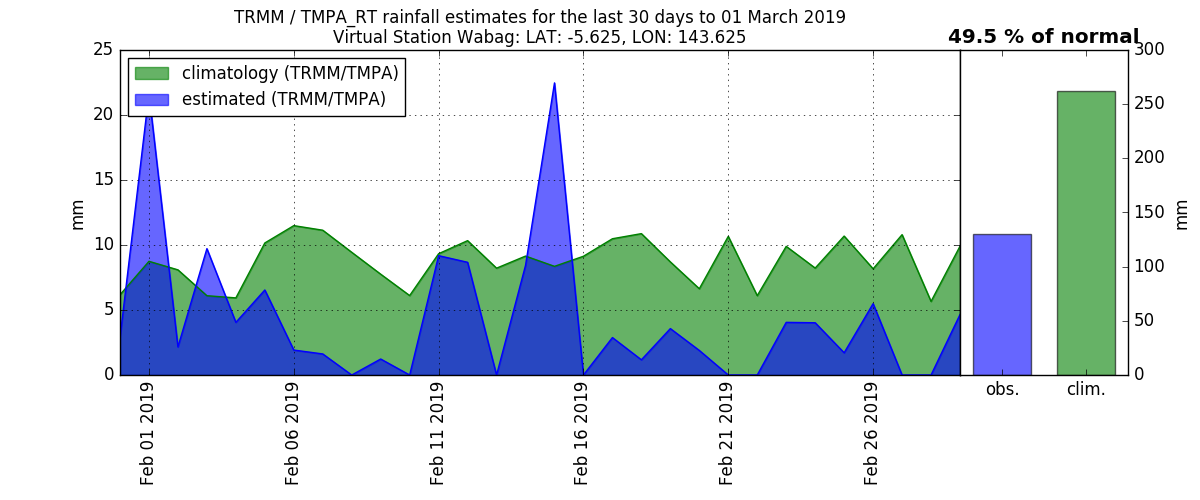 TRMM / TMPA_RT rainfall estimates for the last 30 days to 01 March 2019
Virtual Station Wabag: LAT: -5.625, LON: 143.625
49.5 % of normal
climatology (TRMM/TMPA)
estimated (TRMM/TMPA)
25
20
15
10
5
0
mm
Feb 01 2019
Feb 06 2019
Feb 11 2019
Feb 16 2019
Feb 21 2019
Feb 26 2019
300
250
200
150
100
50
0
mm
obs.
clim.